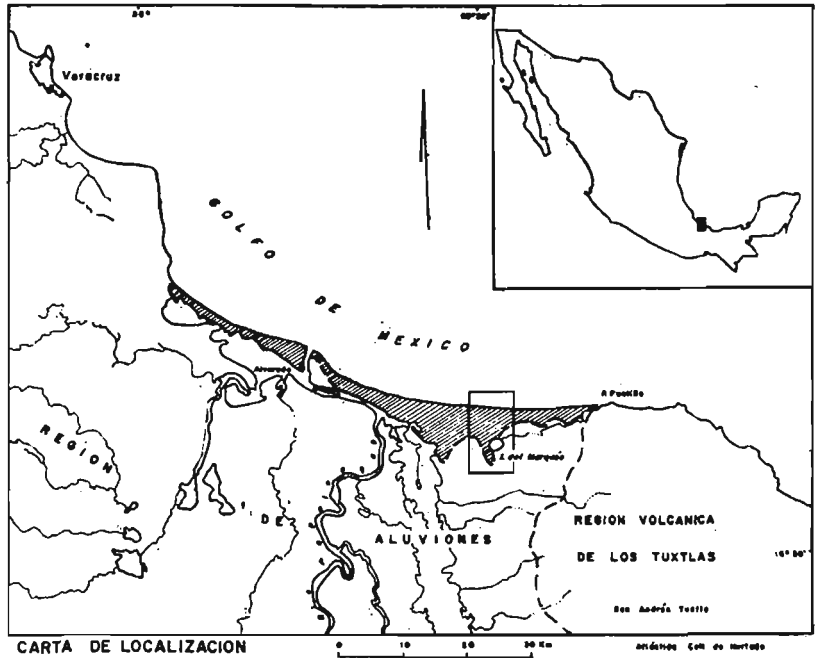 Veracruz
GOLFO
DE
MEXICO
Alvarado
L. del Marqués
REGION
DE
ALUVIONES
REGION VOLCANICA
DE LOS TUXTLAS
San Andrés Tuxtla
CARTA DE LOCALIZACION
0 10 20 30 Km